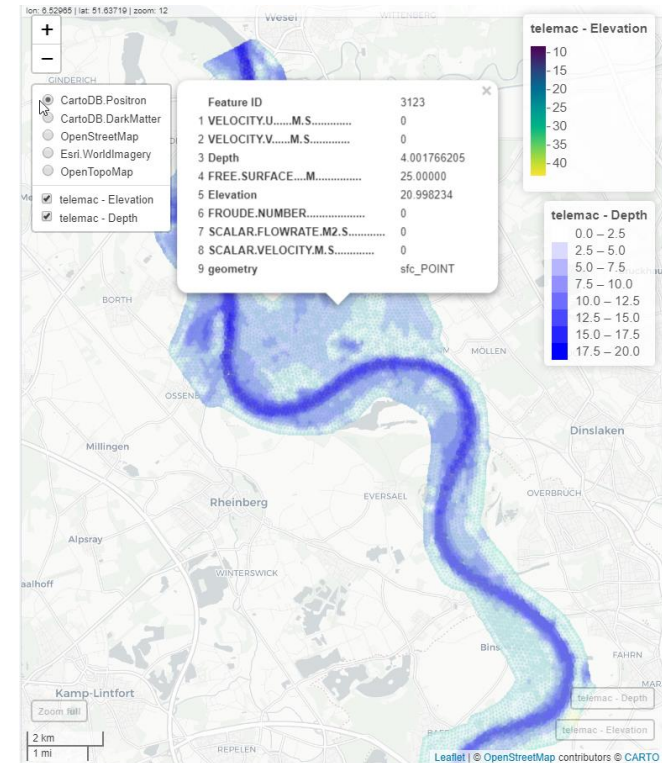 lon: 6.52965 | lat: 51.63719 | zoom: 12
Wesel
WITTENBERG
+
−
GINDERICH
CartoDB.Positron
CartoDB.DarkMatter
OpenStreetMap
Esri.WorldImagery
OpenTopoMap
telemac - Elevation
telemac - Depth
×
Feature ID 3123
1 VELOCITY.U......M.S............. 0
2 VELOCITY.V......M.S............. 0
3 Depth 4.001766205
4 FREE.SURFACE....M............... 25.00000
5 Elevation 20.998234
6 FROUDE.NUMBER................... 0
7 SCALAR.FLOWRATE.M2.S............ 0
8 SCALAR.VELOCITY.M.S............. 0
9 geometry sfc_POINT
telemac - Elevation
10
15
20
25
30
35
40
telemac - Depth
0.0 – 2.5
2.5 – 5.0
5.0 – 7.5
7.5 – 10.0
10.0 – 12.5
12.5 – 15.0
15.0 – 17.5
17.5 – 20.0
BORTH
MÖLLEN
OSSENB
Dinslaken
Millingen
Rheinberg
EVERSAEL
OVERBRUCH
Alpsray
WINTERSWICK
aalhoff
Bins
FAHRN
MAR
Kamp-Lintfort
Zoom full
telemac - Depth
telemac - Elevation
2 km
1 mi
REPELEN
Leaflet | © OpenStreetMap contributors © CARTO